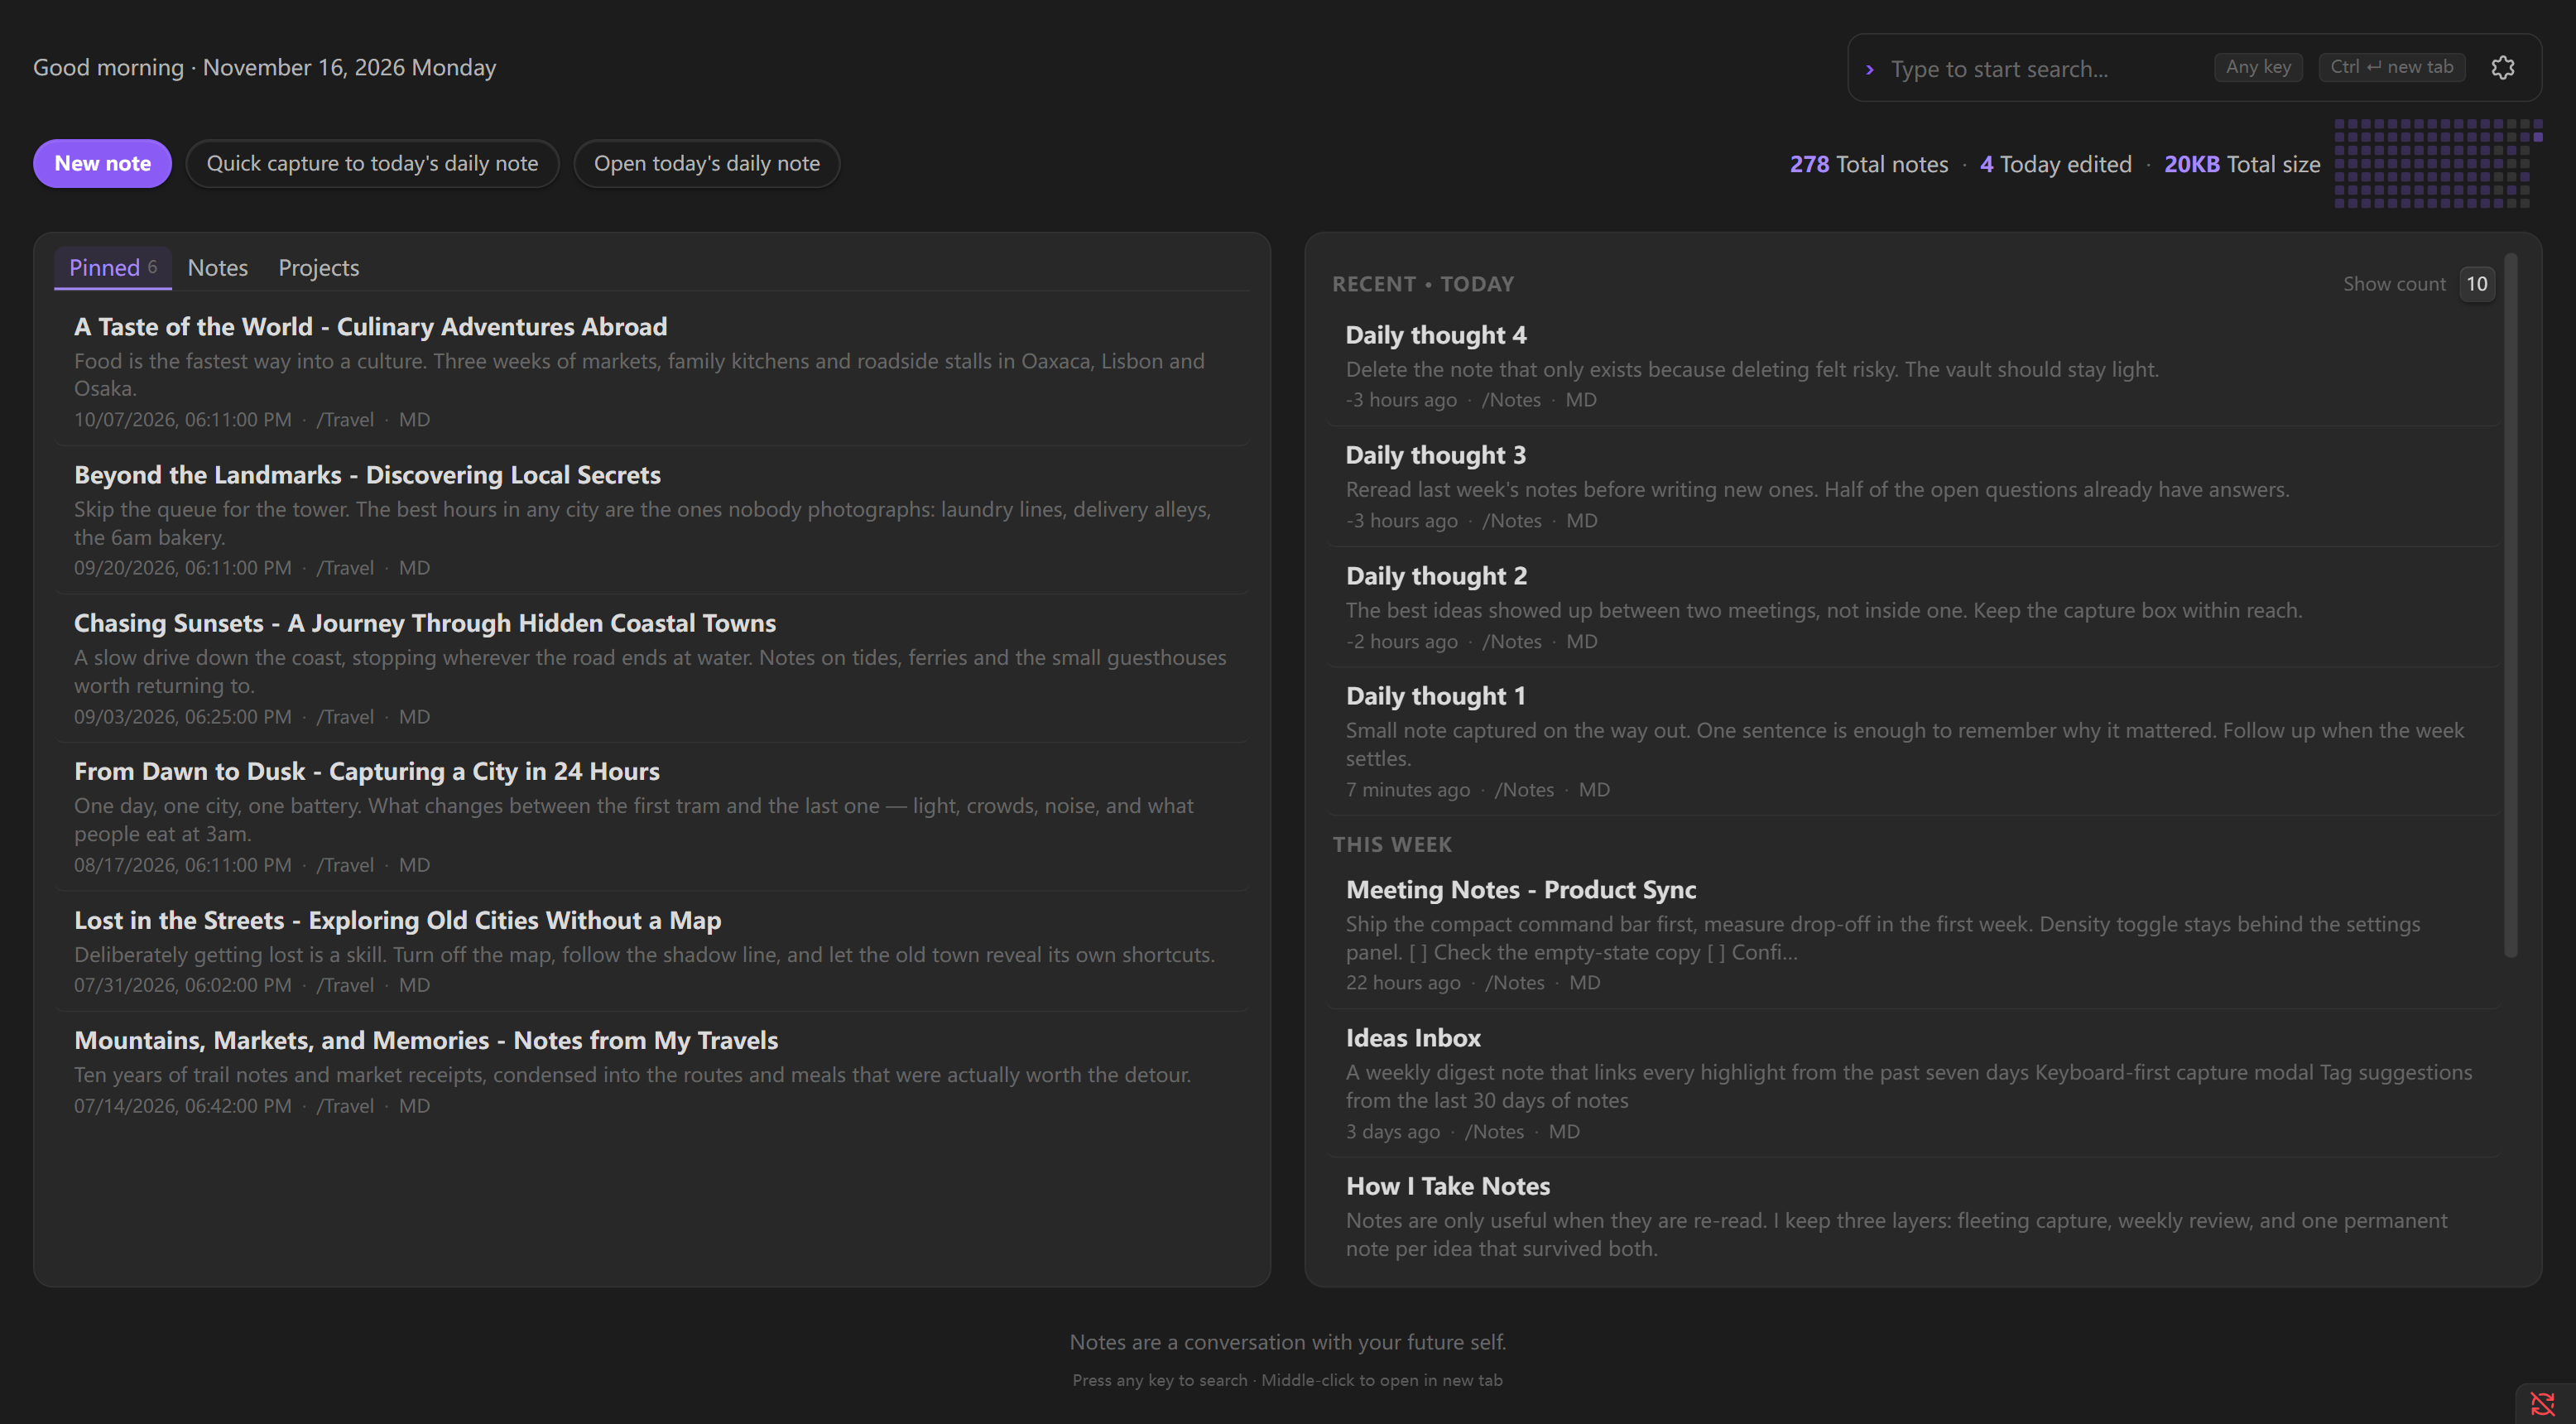 Good morning · November 16, 2026 Monday
› Type to start search... Any key Ctrl ↵ new tab
New note Quick capture to today's daily note Open today's daily note
278 Total notes · 4 Today edited · 20KB Total size
Pinned 6 Notes Projects
A Taste of the World - Culinary Adventures Abroad
Food is the fastest way into a culture. Three weeks of markets, family kitchens and roadside stalls in Oaxaca, Lisbon and
Osaka.
10/07/2026, 06:11:00 PM · /Travel · MD
Beyond the Landmarks - Discovering Local Secrets
Skip the queue for the tower. The best hours in any city are the ones nobody photographs: laundry lines, delivery alleys,
the 6am bakery.
09/20/2026, 06:11:00 PM · /Travel · MD
Chasing Sunsets - A Journey Through Hidden Coastal Towns
A slow drive down the coast, stopping wherever the road ends at water. Notes on tides, ferries and the small guesthouses
worth returning to.
09/03/2026, 06:25:00 PM · /Travel · MD
From Dawn to Dusk - Capturing a City in 24 Hours
One day, one city, one battery. What changes between the first tram and the last one — light, crowds, noise, and what
people eat at 3am.
08/17/2026, 06:11:00 PM · /Travel · MD
Lost in the Streets - Exploring Old Cities Without a Map
Deliberately getting lost is a skill. Turn off the map, follow the shadow line, and let the old town reveal its own shortcuts.
07/31/2026, 06:02:00 PM · /Travel · MD
Mountains, Markets, and Memories - Notes from My Travels
Ten years of trail notes and market receipts, condensed into the routes and meals that were actually worth the detour.
07/14/2026, 06:42:00 PM · /Travel · MD
RECENT • TODAY Show count 10
Daily thought 4
Delete the note that only exists because deleting felt risky. The vault should stay light.
-3 hours ago · /Notes · MD
Daily thought 3
Reread last week's notes before writing new ones. Half of the open questions already have answers.
-3 hours ago · /Notes · MD
Daily thought 2
The best ideas showed up between two meetings, not inside one. Keep the capture box within reach.
-2 hours ago · /Notes · MD
Daily thought 1
Small note captured on the way out. One sentence is enough to remember why it mattered. Follow up when the week
settles.
7 minutes ago · /Notes · MD
THIS WEEK
Meeting Notes - Product Sync
Ship the compact command bar first, measure drop-off in the first week. Density toggle stays behind the settings
panel. [ ] Check the empty-state copy [ ] Confi...
22 hours ago · /Notes · MD
Ideas Inbox
A weekly digest note that links every highlight from the past seven days Keyboard-first capture modal Tag suggestions
from the last 30 days of notes
3 days ago · /Notes · MD
How I Take Notes
Notes are only useful when they are re-read. I keep three layers: fleeting capture, weekly review, and one permanent
note per idea that survived both.
Notes are a conversation with your future self.
Press any key to search · Middle-click to open in new tab